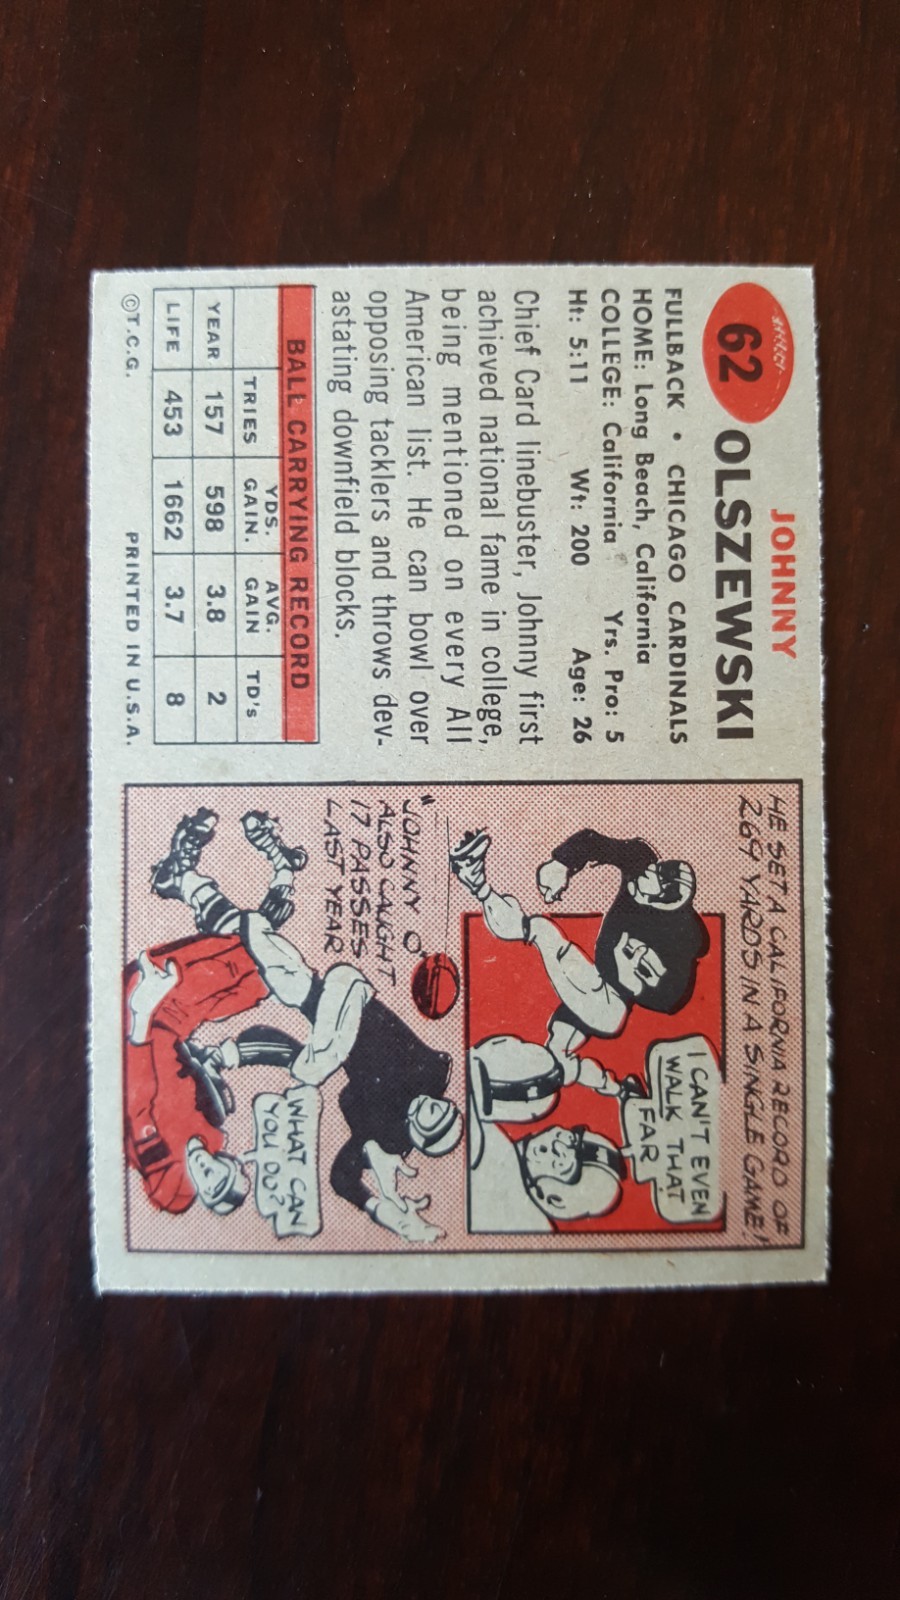 62
JOHNNY
OLSZEWSKI
FULLBACK • CHICAGO CARDINALS
HOME: Long Beach, California
COLLEGE: California Yrs. Pro: 5
Ht: 5:11 Wt: 200 Age: 26
Chief Card linebuster, Johnny first
achieved national fame in college,
being mentioned on every All
American list. He can bowl over
opposing tacklers and throws dev-
astating downfield blocks.
BALL CARRYING RECORD
TRIES YDS. GAIN. AVG. GAIN TD's
YEAR 157 598 3.8 2
LIFE 453 1662 3.7 8
©T.C.G. PRINTED IN U.S.A.
HE SET A CALIFORNIA RECORD OF
269 YARDS IN A SINGLE GAME!
I CAN'T EVEN
WALK THAT
FAR
"JOHNNY O"
ALSO CAUGHT
17 PASSES
LAST YEAR
WHAT CAN
YOU DO?